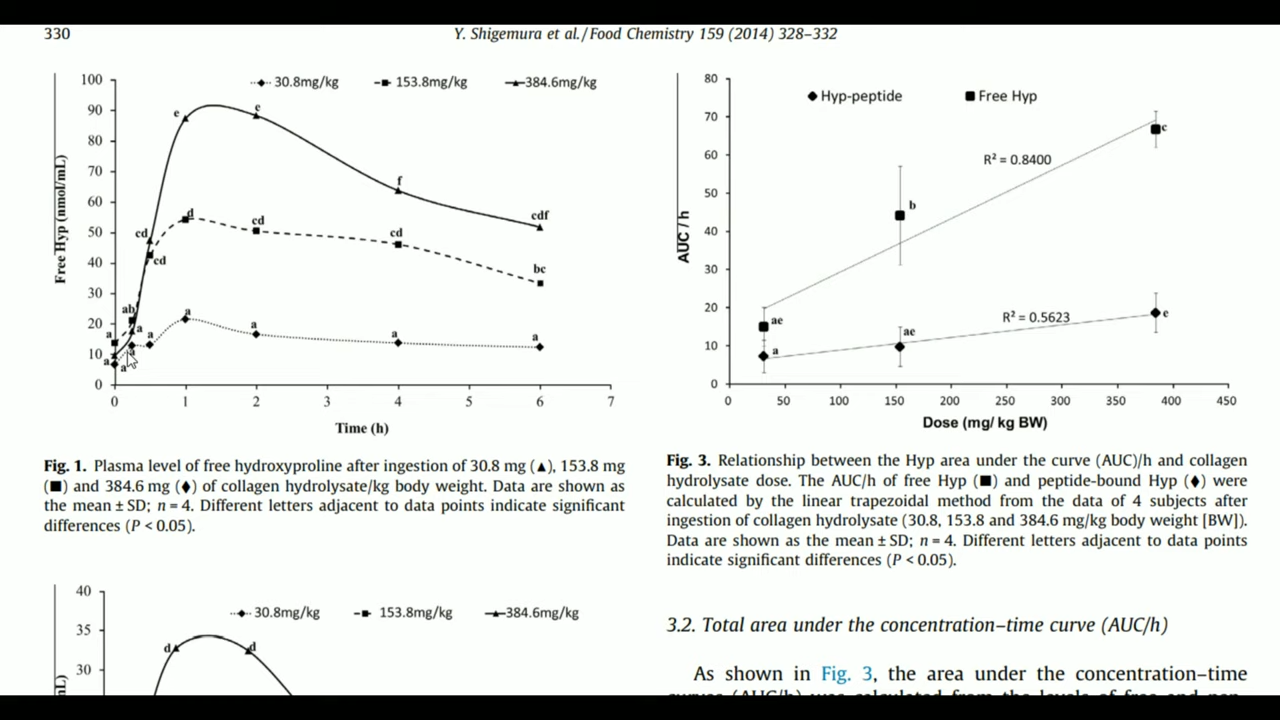 330
Y. Shigemura et al. / Food Chemistry 159 (2014) 328–332
30.8mg/kg 153.8mg/kg 384.6mg/kg
100
90
80
70
60
50
40
30
20
10
0
Free Hyp (nmol/mL)
e e
f
cdf
d cd cd
bc
cd
cd
ab
a a
a a a a a
a a a
0 1 2 3 4 5 6 7
Time (h)
Fig. 1. Plasma level of free hydroxyproline after ingestion of 30.8 mg (▲), 153.8 mg
(■) and 384.6 mg (♦) of collagen hydrolysate/kg body weight. Data are shown as
the mean ± SD; n = 4. Different letters adjacent to data points indicate significant
differences (P < 0.05).
40
35
30
30.8mg/kg 153.8mg/kg 384.6mg/kg
d d
80
70
60
50
40
30
20
10
0
AUC / h
Hyp-peptide Free Hyp
R² = 0.8400
c
b
R² = 0.5623
ae
a
ae
e
0 50 100 150 200 250 300 350 400 450
Dose (mg/ kg BW)
Fig. 3. Relationship between the Hyp area under the curve (AUC)/h and collagen
hydrolysate dose. The AUC/h of free Hyp (■) and peptide-bound Hyp (♦) were
calculated by the linear trapezoidal method from the data of 4 subjects after
ingestion of collagen hydrolysate (30.8, 153.8 and 384.6 mg/kg body weight [BW]).
Data are shown as the mean ± SD; n = 4. Different letters adjacent to data points
indicate significant differences (P < 0.05).
3.2. Total area under the concentration–time curve (AUC/h)
As shown in Fig. 3, the area under the concentration–time